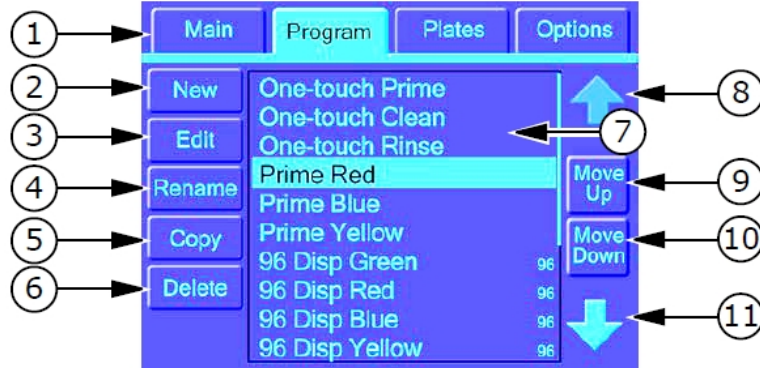 Main Program Plates Options
1
2 New One-touch Prime 8
One-touch Clean
3 Edit 7
One-touch Rinse
4 Rename Prime Red Move Up 9
Prime Blue
5 Copy Prime Yellow Move Down 10
96 Disp Green 96
6 Delete 96 Disp Red 96
96 Disp Blue 96 11
96 Disp Yellow 96